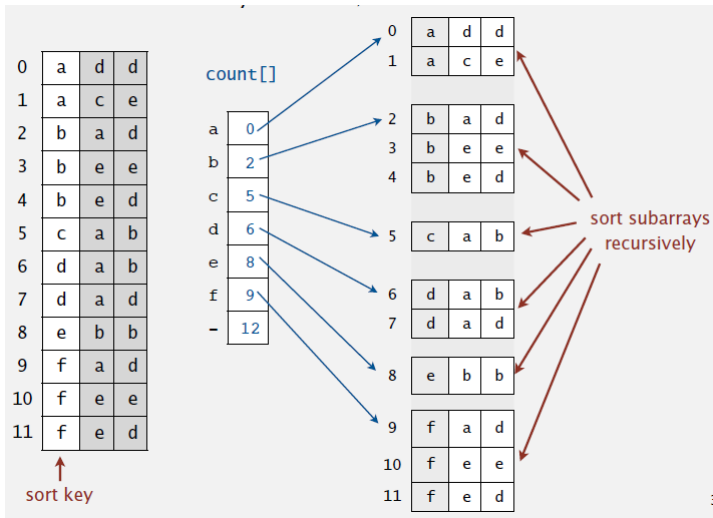 0 a d d
1 a c e
2 b a d
3 b e e
4 b e d
5 c a b
6 d a b
7 d a d
8 e b b
9 f a d
10 f e e
11 f e d
sort key
count[]
a 0
b 2
c 5
d 6
e 8
f 9
- 12
0 a d d
1 a c e
2 b a d
3 b e e
4 b e d
5 c a b
6 d a b
7 d a d
8 e b b
9 f a d
10 f e e
11 f e d
sort subarrays
recursively